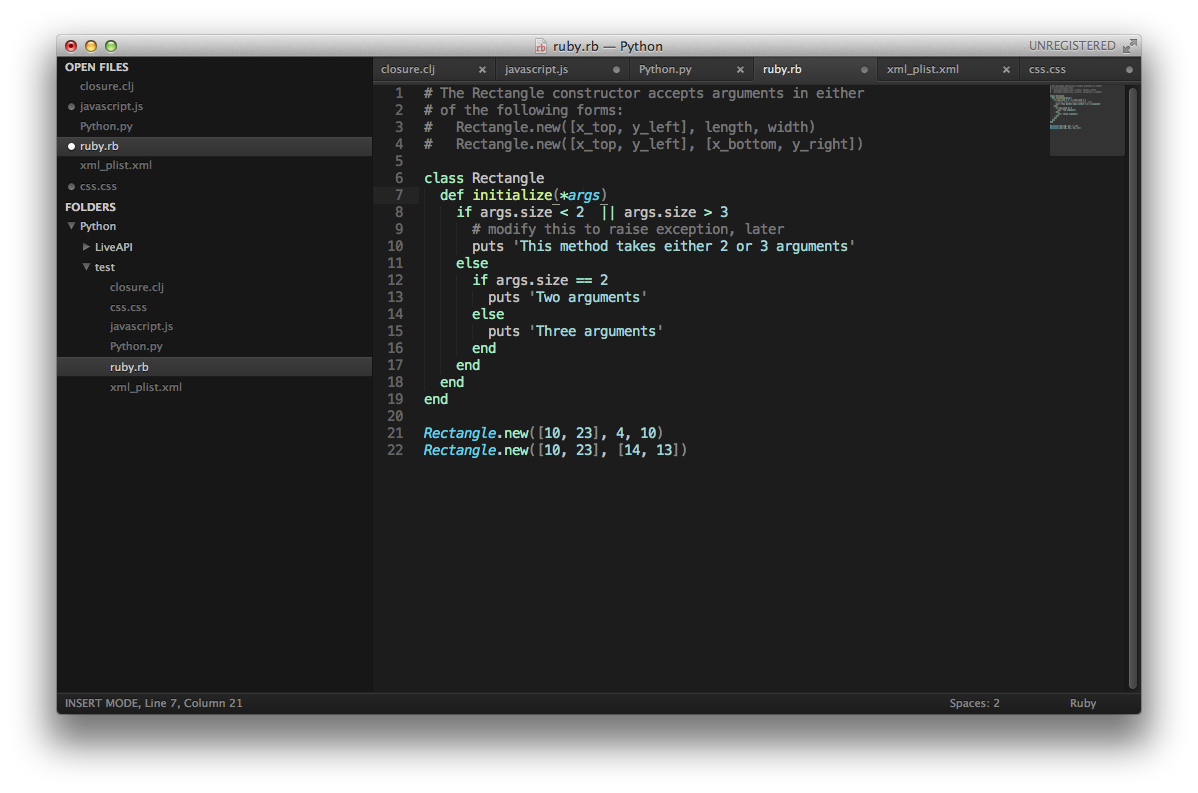 ruby.rb — Python
UNREGISTERED
OPEN FILES
closure.clj
javascript.js
Python.py
ruby.rb
xml_plist.xml
css.css
FOLDERS
Python
LiveAPI
test
closure.clj
css.css
javascript.js
Python.py
ruby.rb
xml_plist.xml
closure.clj × javascript.js Python.py × ruby.rb xml_plist.xml × css.css
1 # The Rectangle constructor accepts arguments in either
2 # of the following forms:
3 #   Rectangle.new([x_top, y_left], length, width)
4 #   Rectangle.new([x_top, y_left], [x_bottom, y_right])
5
6 class Rectangle
7   def initialize(*args)
8     if args.size < 2  || args.size > 3
9       # modify this to raise exception, later
10       puts 'This method takes either 2 or 3 arguments'
11     else
12       if args.size == 2
13         puts 'Two arguments'
14       else
15         puts 'Three arguments'
16       end
17     end
18   end
19 end
20
21 Rectangle.new([10, 23], 4, 10)
22 Rectangle.new([10, 23], [14, 13])
INSERT MODE, Line 7, Column 21
Spaces: 2
Ruby